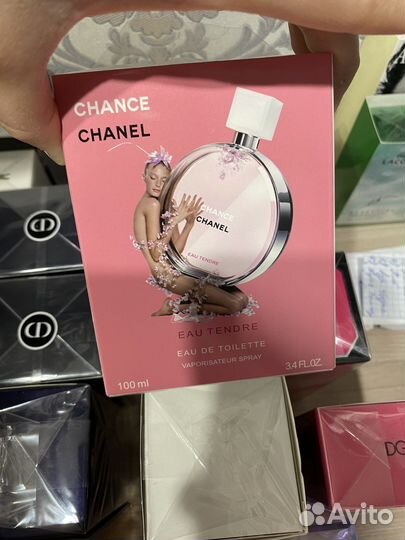 CHANCE
CHANEL
CHANCE
CHANEL
EAU TENDRE
EAU TENDRE
EAU DE TOILETTE
VAPORISATEUR SPRAY
100 ml
3.4 FL.OZ
DG
Avito